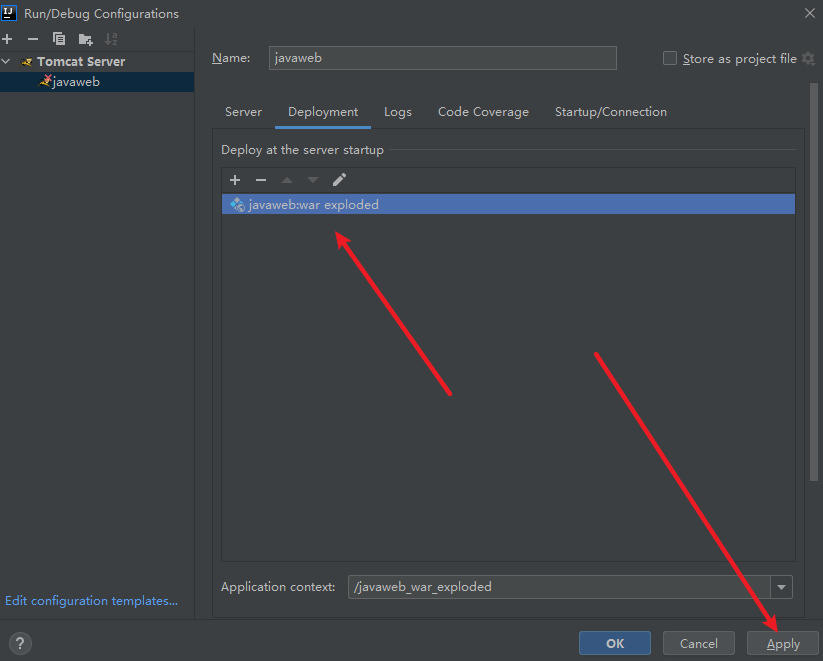 Run/Debug Configurations
Tomcat Server
javaweb
Name: javaweb
Store as project file
Server Deployment Logs Code Coverage Startup/Connection
Deploy at the server startup
javaweb:war exploded
Application context: /javaweb_war_exploded
Edit configuration templates...
? OK Cancel Apply